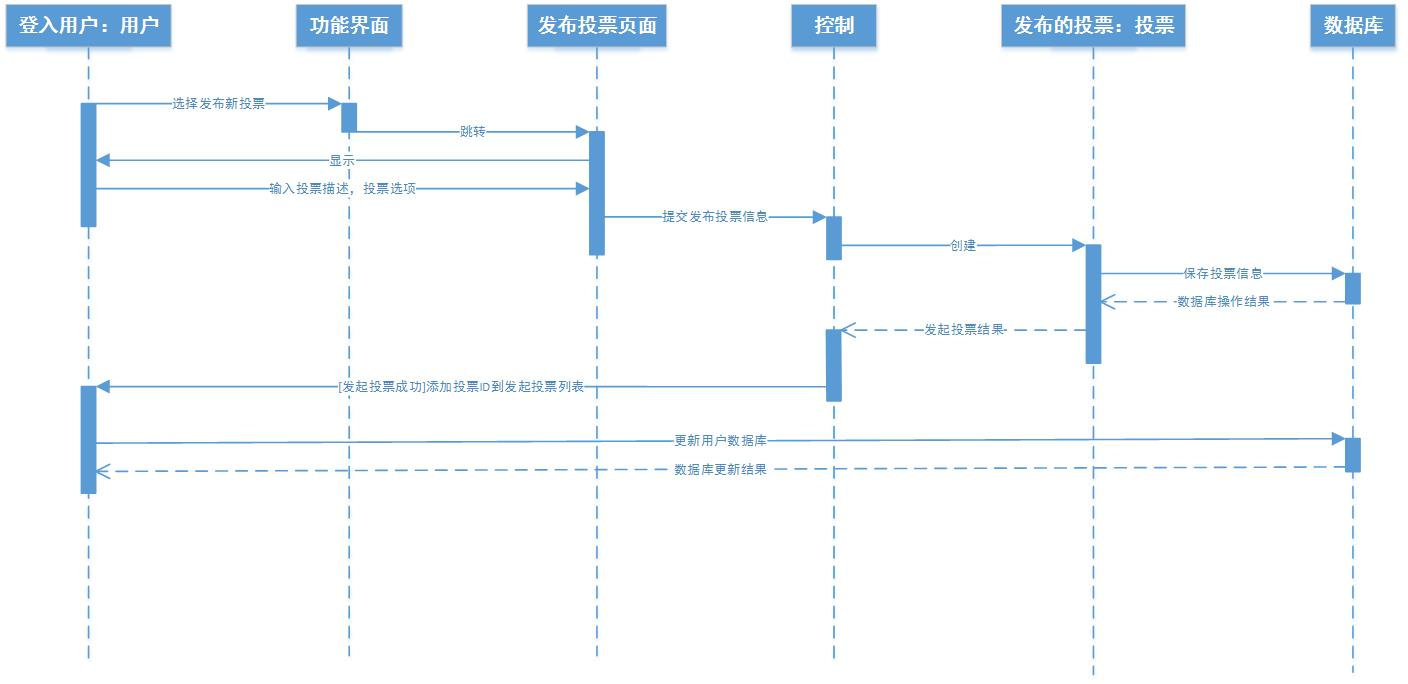 登入用户：用户
功能界面
发布投票页面
控制
发布的投票：投票
数据库
选择发布新投票
跳转
显示
输入投票描述，投票选项
提交发布投票信息
创建
保存投票信息
数据库操作结果
发起投票结果
[发起投票成功]添加投票ID到发起投票列表
更新用户数据库
数据库更新结果